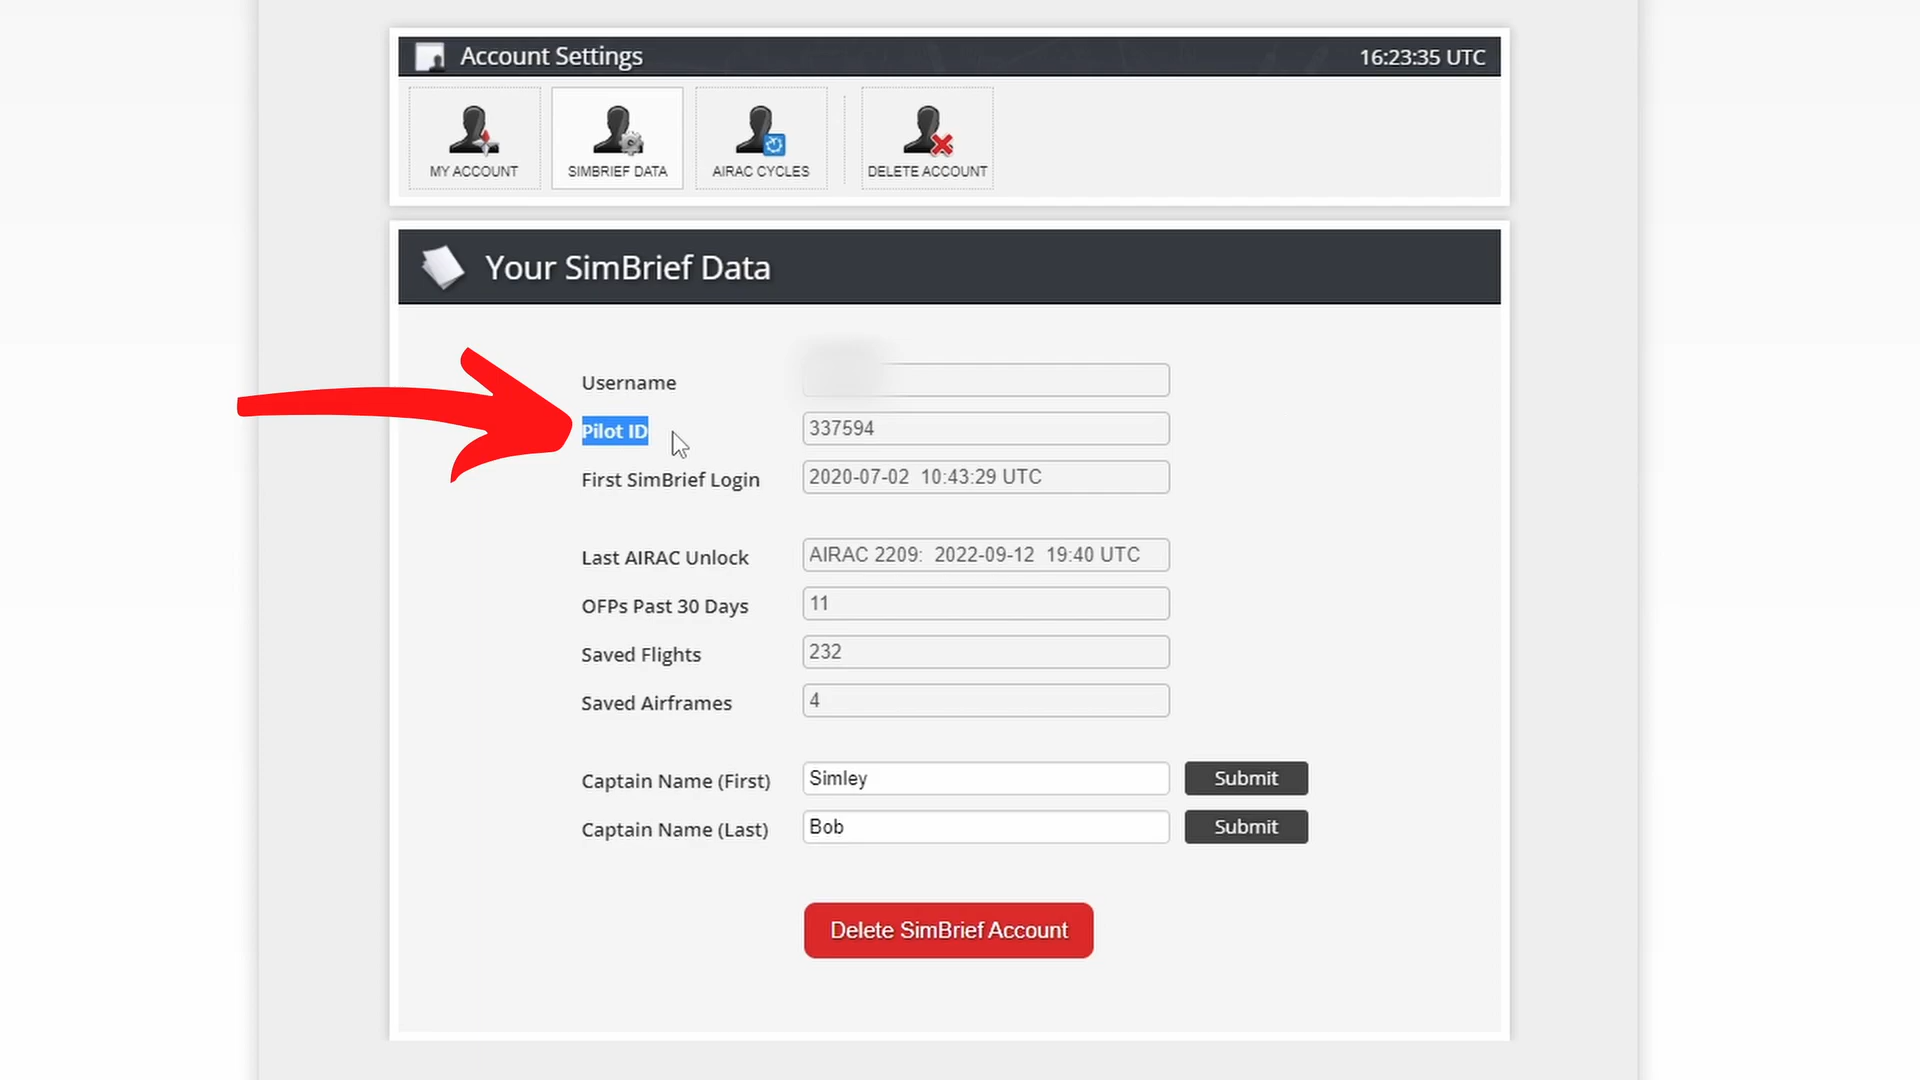 Account Settings
16:23:35 UTC
MY ACCOUNT
SIMBRIEF DATA
AIRAC CYCLES
DELETE ACCOUNT
Your SimBrief Data
Username
Pilot ID 337594
First SimBrief Login 2020-07-02 10:43:29 UTC
Last AIRAC Unlock AIRAC 2209: 2022-09-12 19:40 UTC
OFPs Past 30 Days 11
Saved Flights 232
Saved Airframes 4
Captain Name (First) Simley Submit
Captain Name (Last) Bob Submit
Delete SimBrief Account